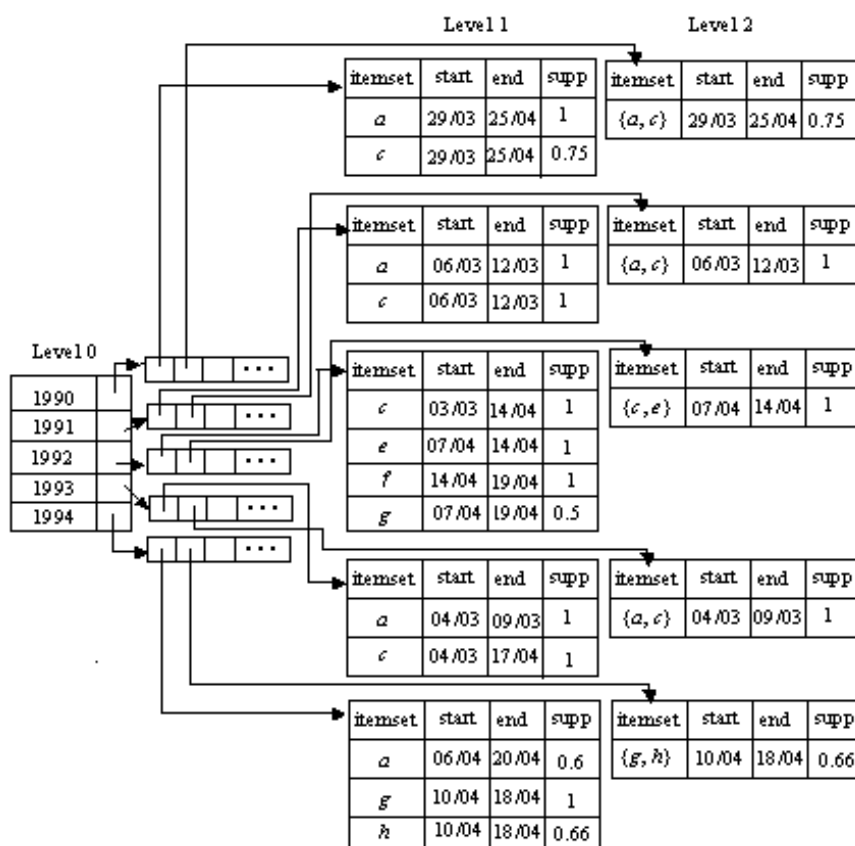 Level 1 Level 2
itemset start end supp
a 29/03 25/04 1
c 29/03 25/04 0.75
itemset start end supp
{a, c} 29/03 25/04 0.75
itemset start end supp
a 06/03 12/03 1
c 06/03 12/03 1
itemset start end supp
{a, c} 06/03 12/03 1
Level 0
1990
1991
1992
1993
1994
...
...
...
...
...
itemset start end supp
c 03/03 14/04 1
e 07/04 14/04 1
f 14/04 19/04 1
g 07/04 19/04 0.5
itemset start end supp
{c, e} 07/04 14/04 1
itemset start end supp
a 04/03 09/03 1
c 04/03 17/04 1
itemset start end supp
{a, c} 04/03 09/03 1
itemset start end supp
a 06/04 20/04 0.6
g 10/04 18/04 1
h 10/04 18/04 0.66
itemset start end supp
{g, h} 10/04 18/04 0.66